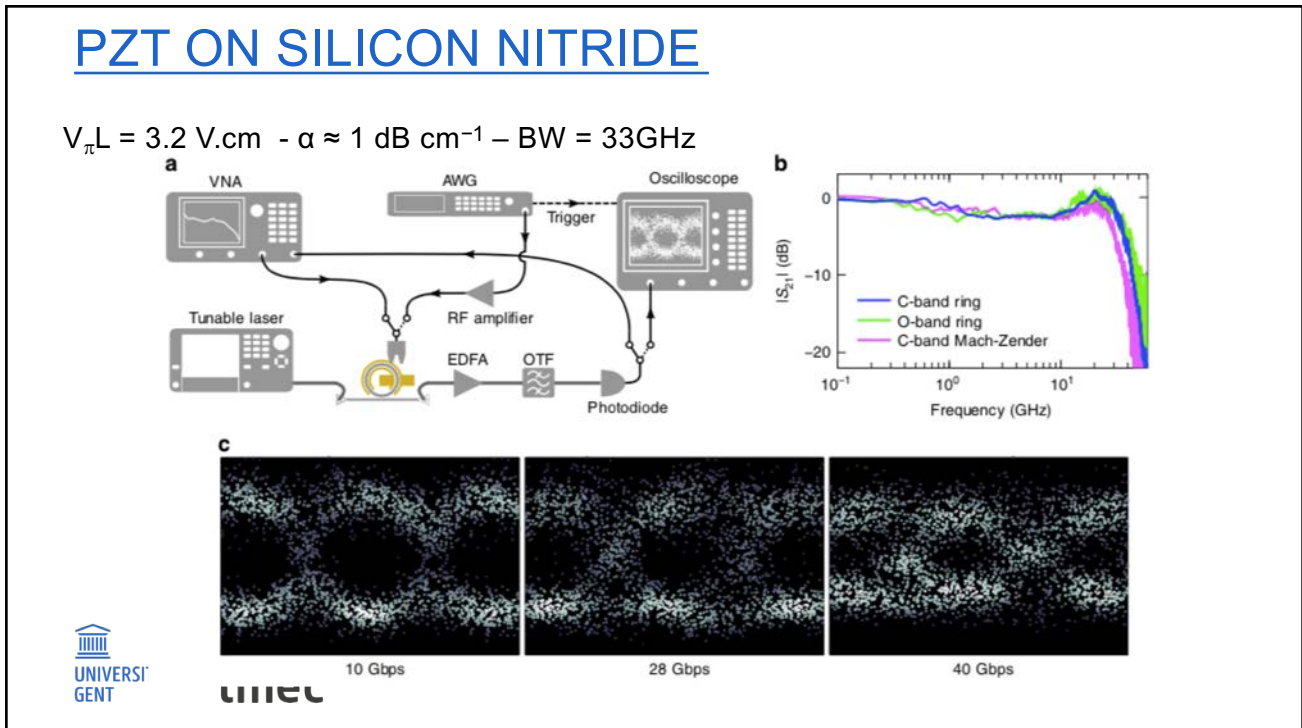 PZT ON SILICON NITRIDE
VπL = 3.2 V.cm - α ≈ 1 dB cm⁻¹ – BW = 33GHz
a
VNA
AWG
Oscilloscope
Trigger
RF amplifier
Tunable laser
EDFA
OTF
Photodiode
b
|S₂₁| (dB)
0
−10
−20
C-band ring
O-band ring
C-band Mach-Zender
10⁻¹
10⁰
10¹
Frequency (GHz)
c
10 Gbps
28 Gbps
40 Gbps
UNIVERSI
GENT